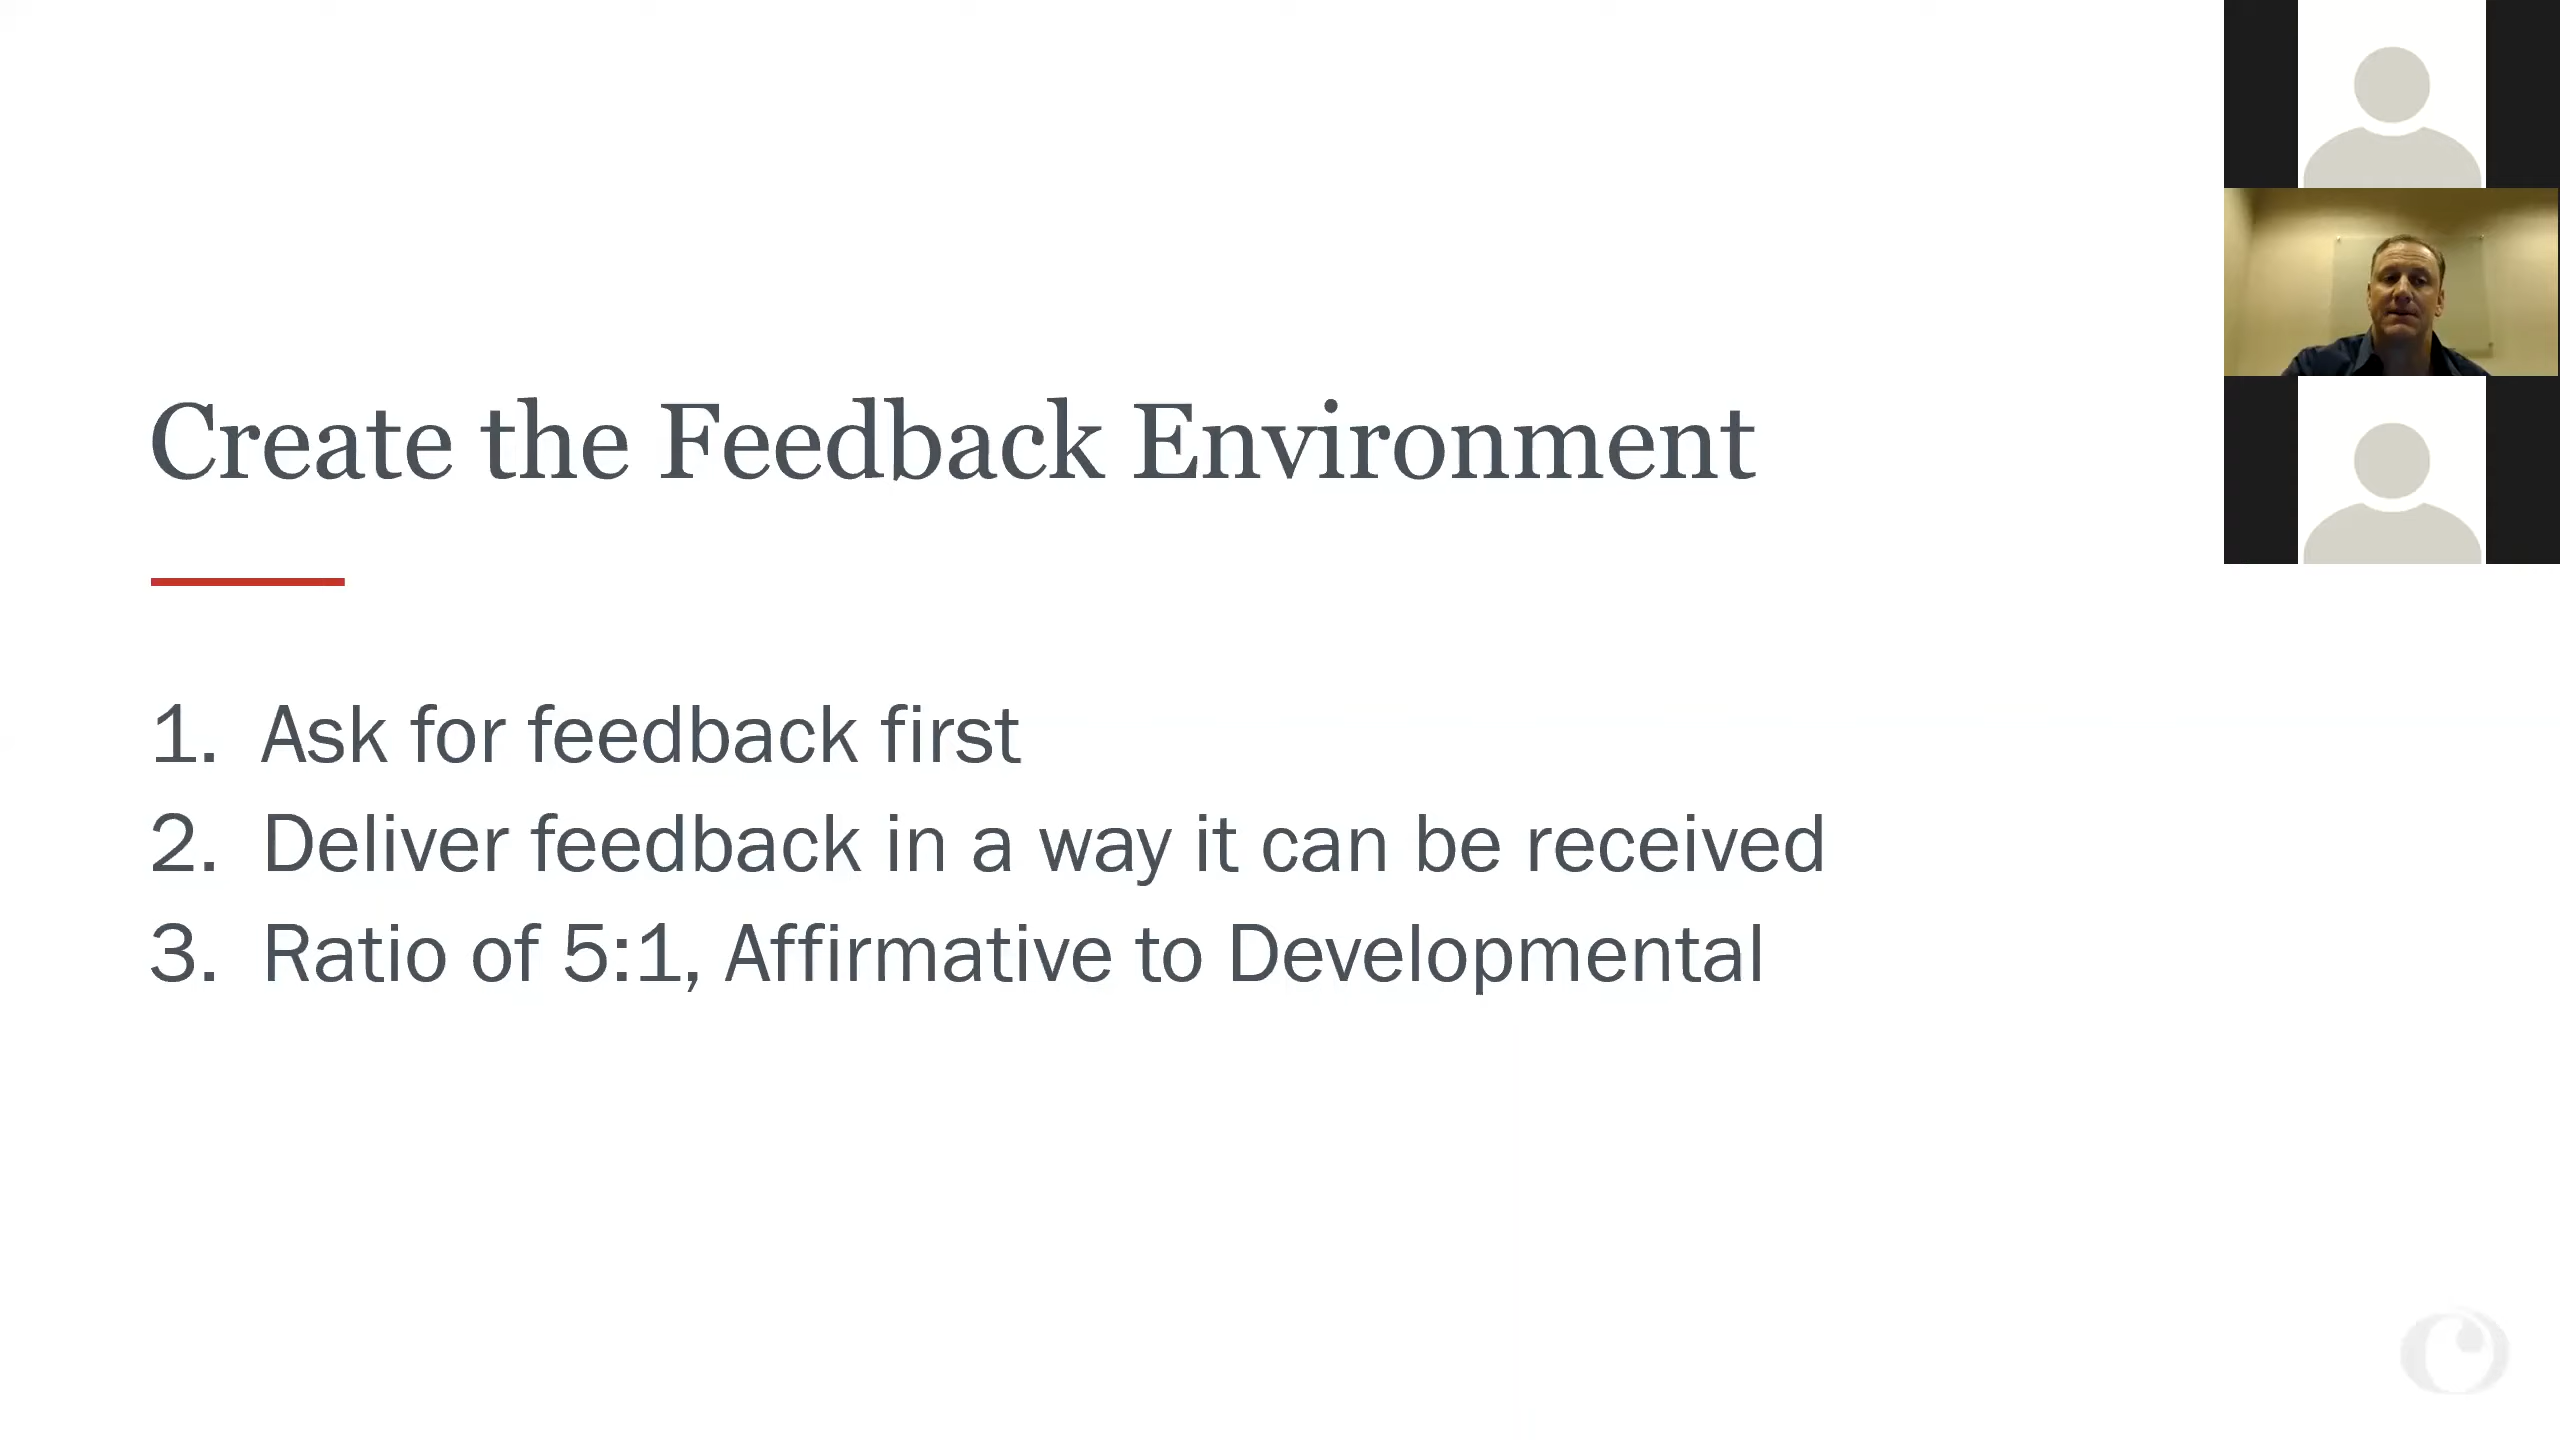 Create the Feedback Environment
1. Ask for feedback first
2. Deliver feedback in a way it can be received
3. Ratio of 5:1, Affirmative to Developmental